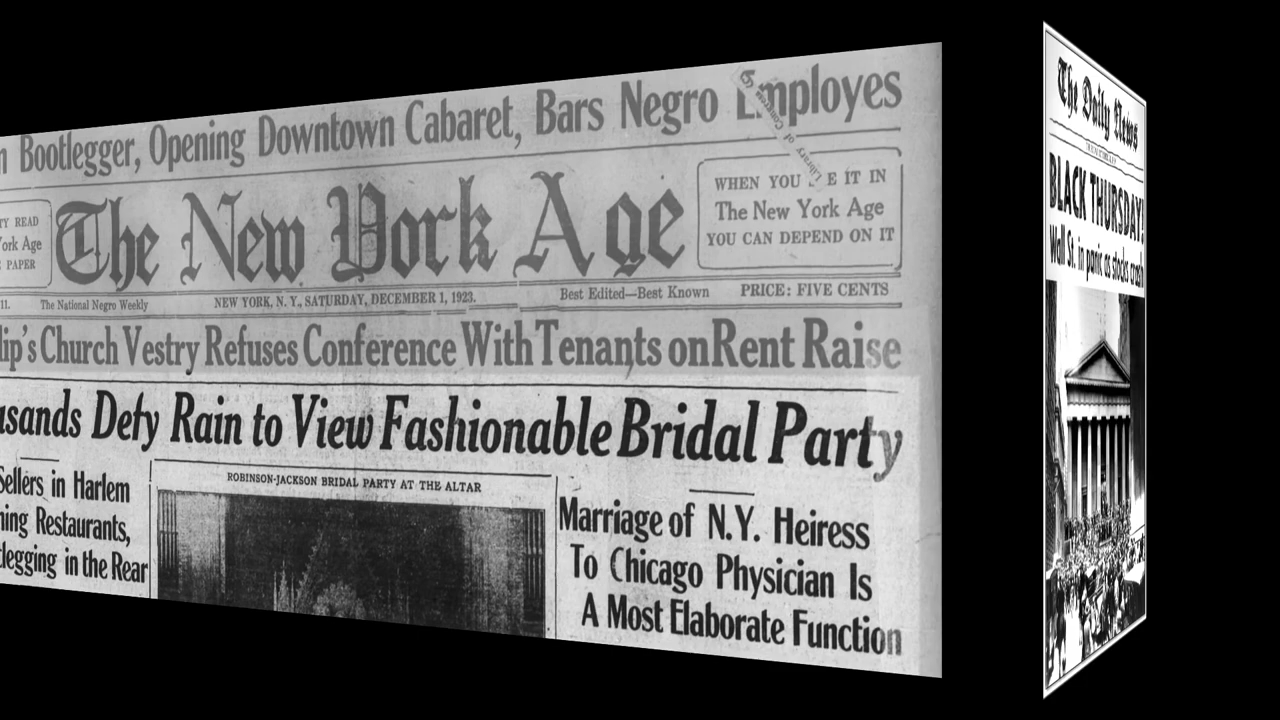 n Bootlegger, Opening Downtown Cabaret, Bars Negro Employes
Library of Congress
TY READ
York Age
PAPER
The New York Age
WHEN YOU E IT IN
The New York Age
YOU CAN DEPEND ON IT
11.
The National Negro Weekly
NEW YORK, N. Y., SATURDAY, DECEMBER 1, 1923.
Best Edited—Best Known
PRICE: FIVE CENTS
lip's Church Vestry Refuses Conference With Tenants on Rent Raise
usands Defy Rain to View Fashionable Bridal Party
Sellers in Harlem
ning Restaurants,
tlegging in the Rear
ROBINSON-JACKSON BRIDAL PARTY AT THE ALTAR
Marriage of N.Y. Heiress
To Chicago Physician Is
A Most Elaborate Function
The Daily News
BLACK THURSDAY!
Wall St. in panic as stocks crash